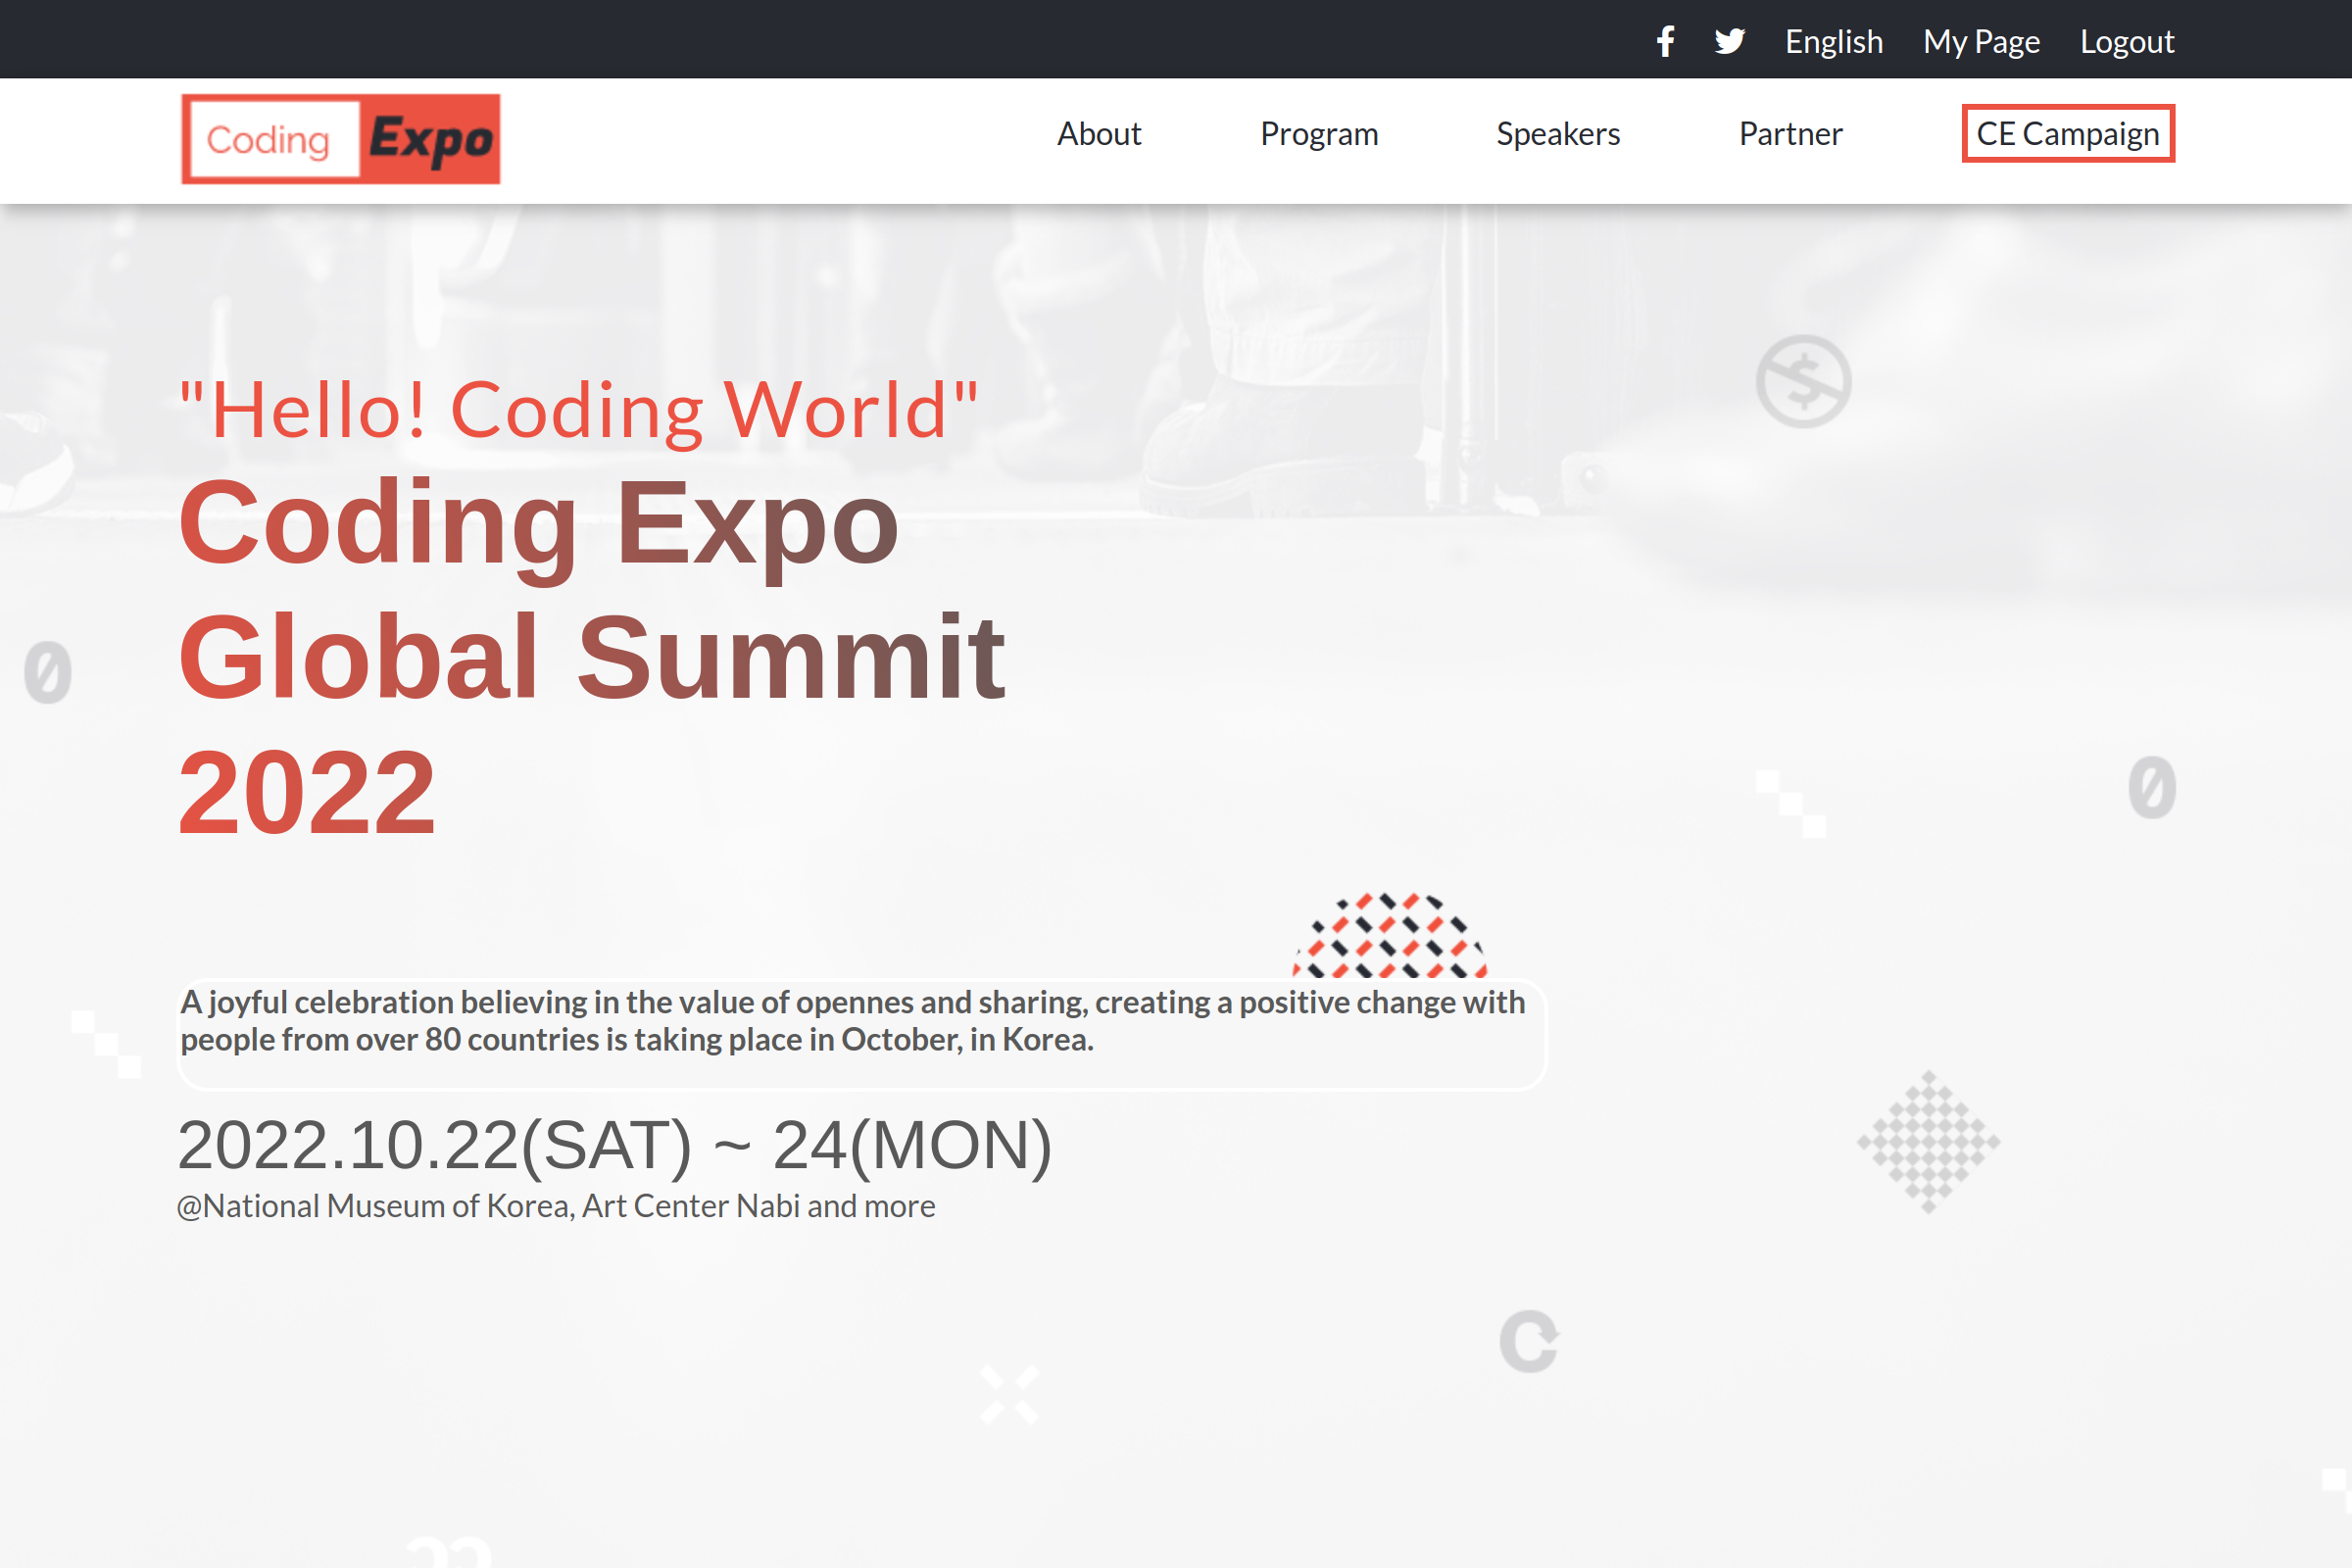 English My Page Logout
Coding Expo
About Program Speakers Partner CE Campaign
"Hello! Coding World"
Coding Expo
Global Summit
2022
A joyful celebration believing in the value of opennes and sharing, creating a positive change with
people from over 80 countries is taking place in October, in Korea.
2022.10.22(SAT) ~ 24(MON)
@National Museum of Korea, Art Center Nabi and more